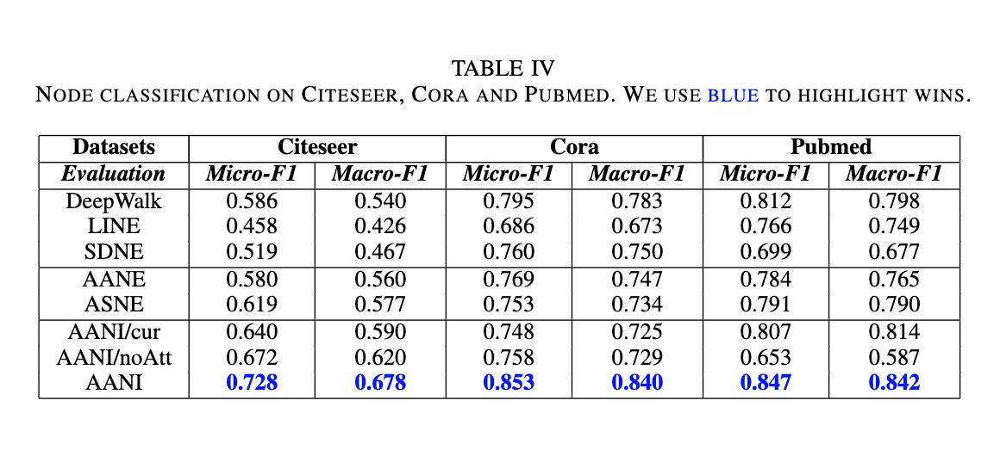 TABLE IV
NODE CLASSIFICATION ON CITESEER, CORA AND PUBMED. WE USE BLUE TO HIGHLIGHT WINS.
Datasets Citeseer Cora Pubmed
Evaluation Micro-F1 Macro-F1 Micro-F1 Macro-F1 Micro-F1 Macro-F1
DeepWalk 0.586 0.540 0.795 0.783 0.812 0.798
LINE 0.458 0.426 0.686 0.673 0.766 0.749
SDNE 0.519 0.467 0.760 0.750 0.699 0.677
AANE 0.580 0.560 0.769 0.747 0.784 0.765
ASNE 0.619 0.577 0.753 0.734 0.791 0.790
AANI/cur 0.640 0.590 0.748 0.725 0.807 0.814
AANI/noAtt 0.672 0.620 0.758 0.729 0.653 0.587
AANI 0.728 0.678 0.853 0.840 0.847 0.842